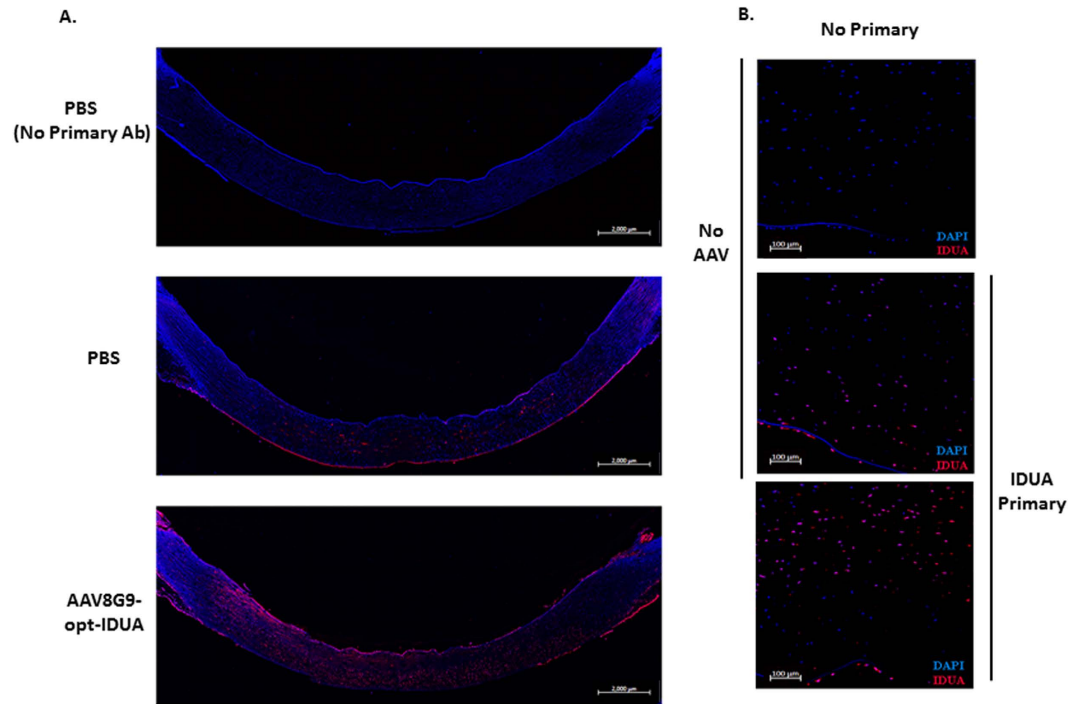 A.
B.
No Primary
PBS
(No Primary Ab)
2,000 µm
No
AAV
100 µm
DAPI
IDUA
PBS
2,000 µm
100 µm
DAPI
IDUA
IDUA
Primary
AAV8G9-
opt-IDUA
2,000 µm
100 µm
DAPI
IDUA